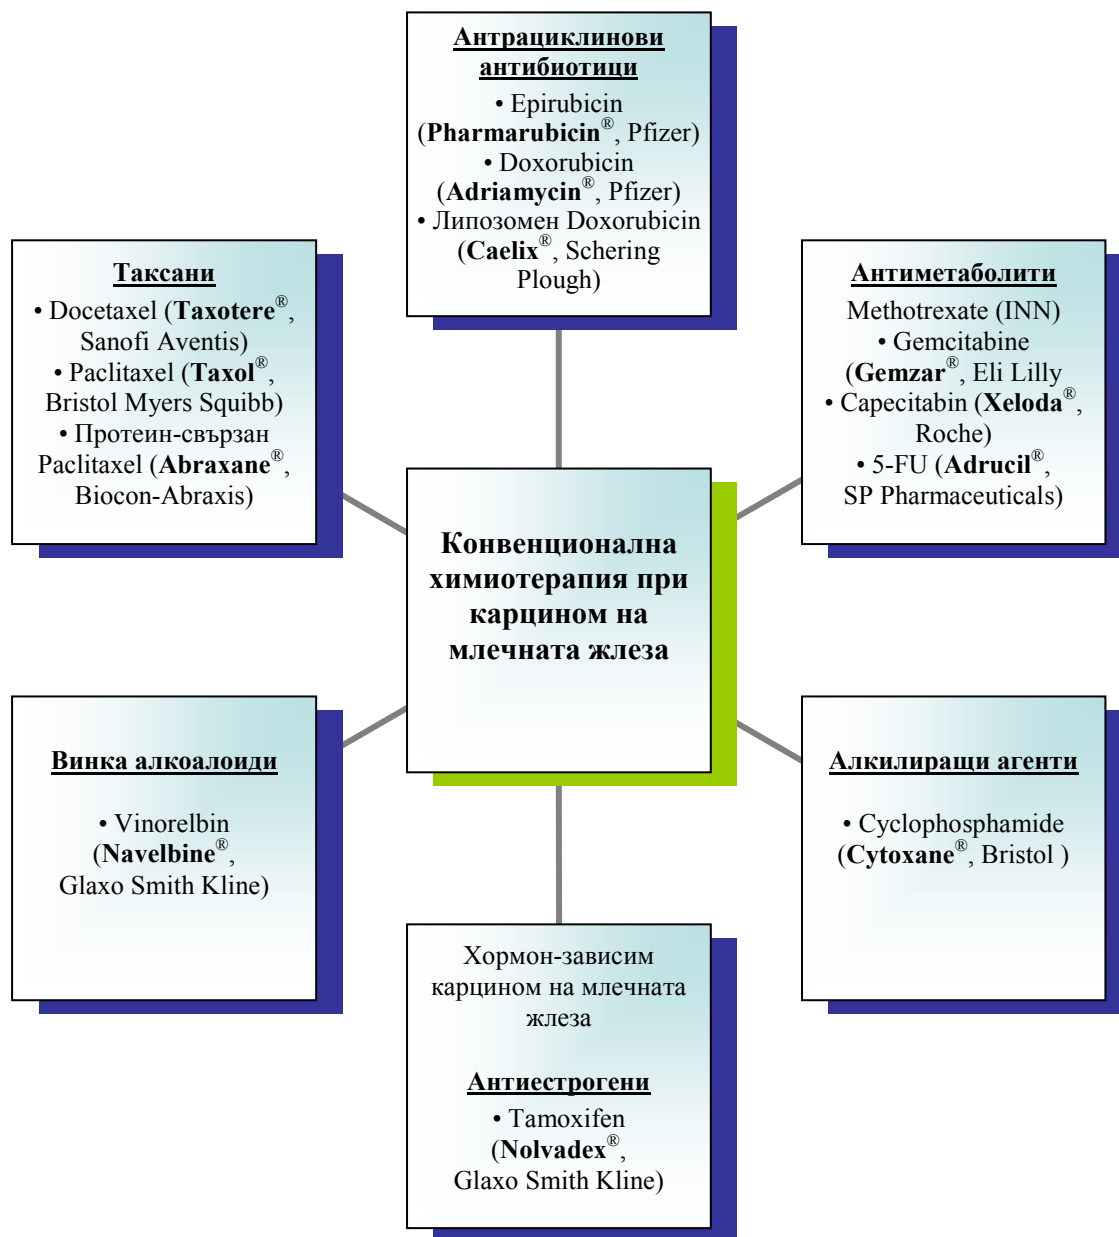 Антрациклинови
антибиотици
• Epirubicin
(Pharmarubicin®, Pfizer)
• Doxorubicin
(Adriamycin®, Pfizer)
• Липозомен Doxorubicin
(Caelix®, Schering
Plough)
Таксани
• Docetaxel (Taxotere®,
Sanofi Aventis)
• Paclitaxel (Taxol®,
Bristol Myers Squibb)
• Протеин-свързан
Paclitaxel (Abraxane®,
Biocon-Abraxis)
Антиметаболити
Methotrexate (INN)
• Gemcitabine
(Gemzar®, Eli Lilly
• Capecitabin (Xeloda®,
Roche)
• 5-FU (Adrucil®,
SP Pharmaceuticals)
Конвенционална
химиотерапия при
карцином на
млечната жлеза
Винка алкоалоиди
• Vinorelbin
(Navelbine®,
Glaxo Smith Kline)
Алкилиращи агенти
• Cyclophosphamide
(Cytoxane®, Bristol )
Хормон-зависим
карцином на млечната
жлеза
Антиестрогени
• Tamoxifen
(Nolvadex®,
Glaxo Smith Kline)